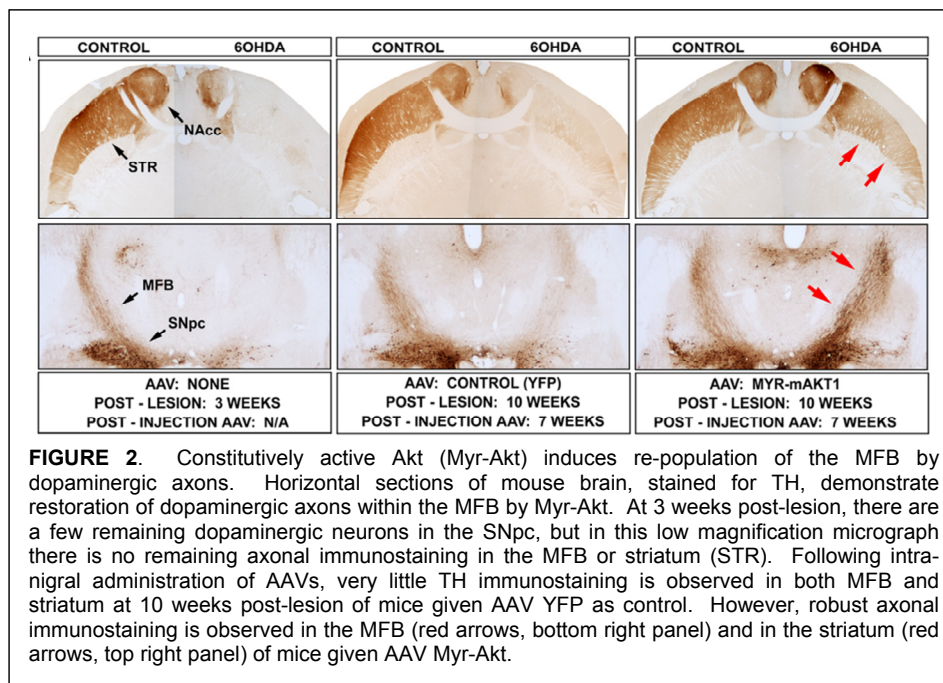 CONTROL 6OHDA CONTROL 6OHDA CONTROL 6OHDA
NAcc
STR
MFB
SNpc
AAV: NONE
POST - LESION: 3 WEEKS
POST - INJECTION AAV: N/A
AAV: CONTROL (YFP)
POST - LESION: 10 WEEKS
POST - INJECTION AAV: 7 WEEKS
AAV: MYR-mAKT1
POST - LESION: 10 WEEKS
POST - INJECTION AAV: 7 WEEKS
FIGURE 2. Constitutively active Akt (Myr-Akt) induces re-population of the MFB by
dopaminergic axons. Horizontal sections of mouse brain, stained for TH, demonstrate
restoration of dopaminergic axons within the MFB by Myr-Akt. At 3 weeks post-lesion, there are
a few remaining dopaminergic neurons in the SNpc, but in this low magnification micrograph
there is no remaining axonal immunostaining in the MFB or striatum (STR). Following intra-
nigral administration of AAVs, very little TH immunostaining is observed in both MFB and
striatum at 10 weeks post-lesion of mice given AAV YFP as control. However, robust axonal
immunostaining is observed in the MFB (red arrows, bottom right panel) and in the striatum (red
arrows, top right panel) of mice given AAV Myr-Akt.